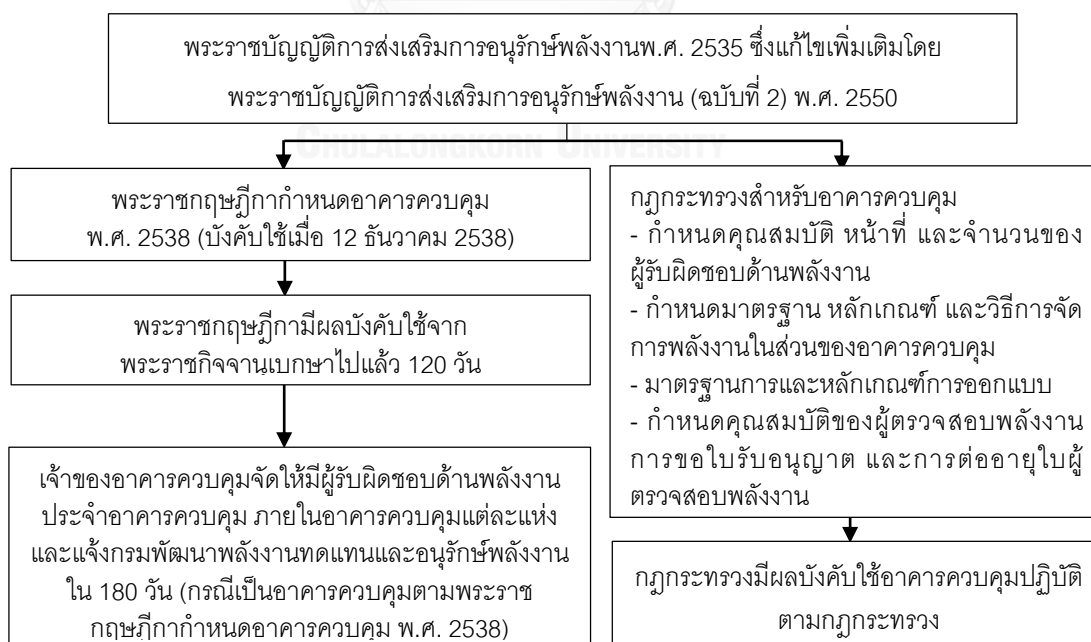 พระราชบัญญัติการส่งเสริมการอนุรักษ์พลังงานพ.ศ. 2535 ซึ่งแก้ไขเพิ่มเติมโดย
พระราชบัญญัติการส่งเสริมการอนุรักษ์พลังงาน (ฉบับที่ 2) พ.ศ. 2550
CHULALONGKORN UNIVERSITY
พระราชกฤษฎีกากำหนดอาคารควบคุม
พ.ศ. 2538 (บังคับใช้เมื่อ 12 ธันวาคม 2538)
พระราชกฤษฎีกามีผลบังคับใช้จาก
พระราชกิจจานุเบกษาไปแล้ว 120 วัน
เจ้าของอาคารควบคุมจัดให้มีผู้รับผิดชอบด้านพลังงาน
ประจำอาคารควบคุม ภายในอาคารควบคุมแต่ละแห่ง
และแจ้งกรมพัฒนาพลังงานทดแทนและอนุรักษ์พลังงาน
ใน 180 วัน (กรณีเป็นอาคารควบคุมตามพระราช
กฤษฎีกากำหนดอาคารควบคุม พ.ศ. 2538)
กฎกระทรวงสำหรับอาคารควบคุม
- กำหนดคุณสมบัติ หน้าที่ และจำนวนของ
ผู้รับผิดชอบด้านพลังงาน
- กำหนดมาตรฐาน หลักเกณฑ์ และวิธีการจัด
การพลังงานในส่วนของอาคารควบคุม
- มาตรฐานการและหลักเกณฑ์การออกแบบ
- กำหนดคุณสมบัติของผู้ตรวจสอบพลังงาน
การขอใบรับอนุญาต และการต่ออายุใบผู้
ตรวจสอบพลังงาน
กฎกระทรวงมีผลบังคับใช้อาคารควบคุมปฏิบัติ
ตามกฎกระทรวง